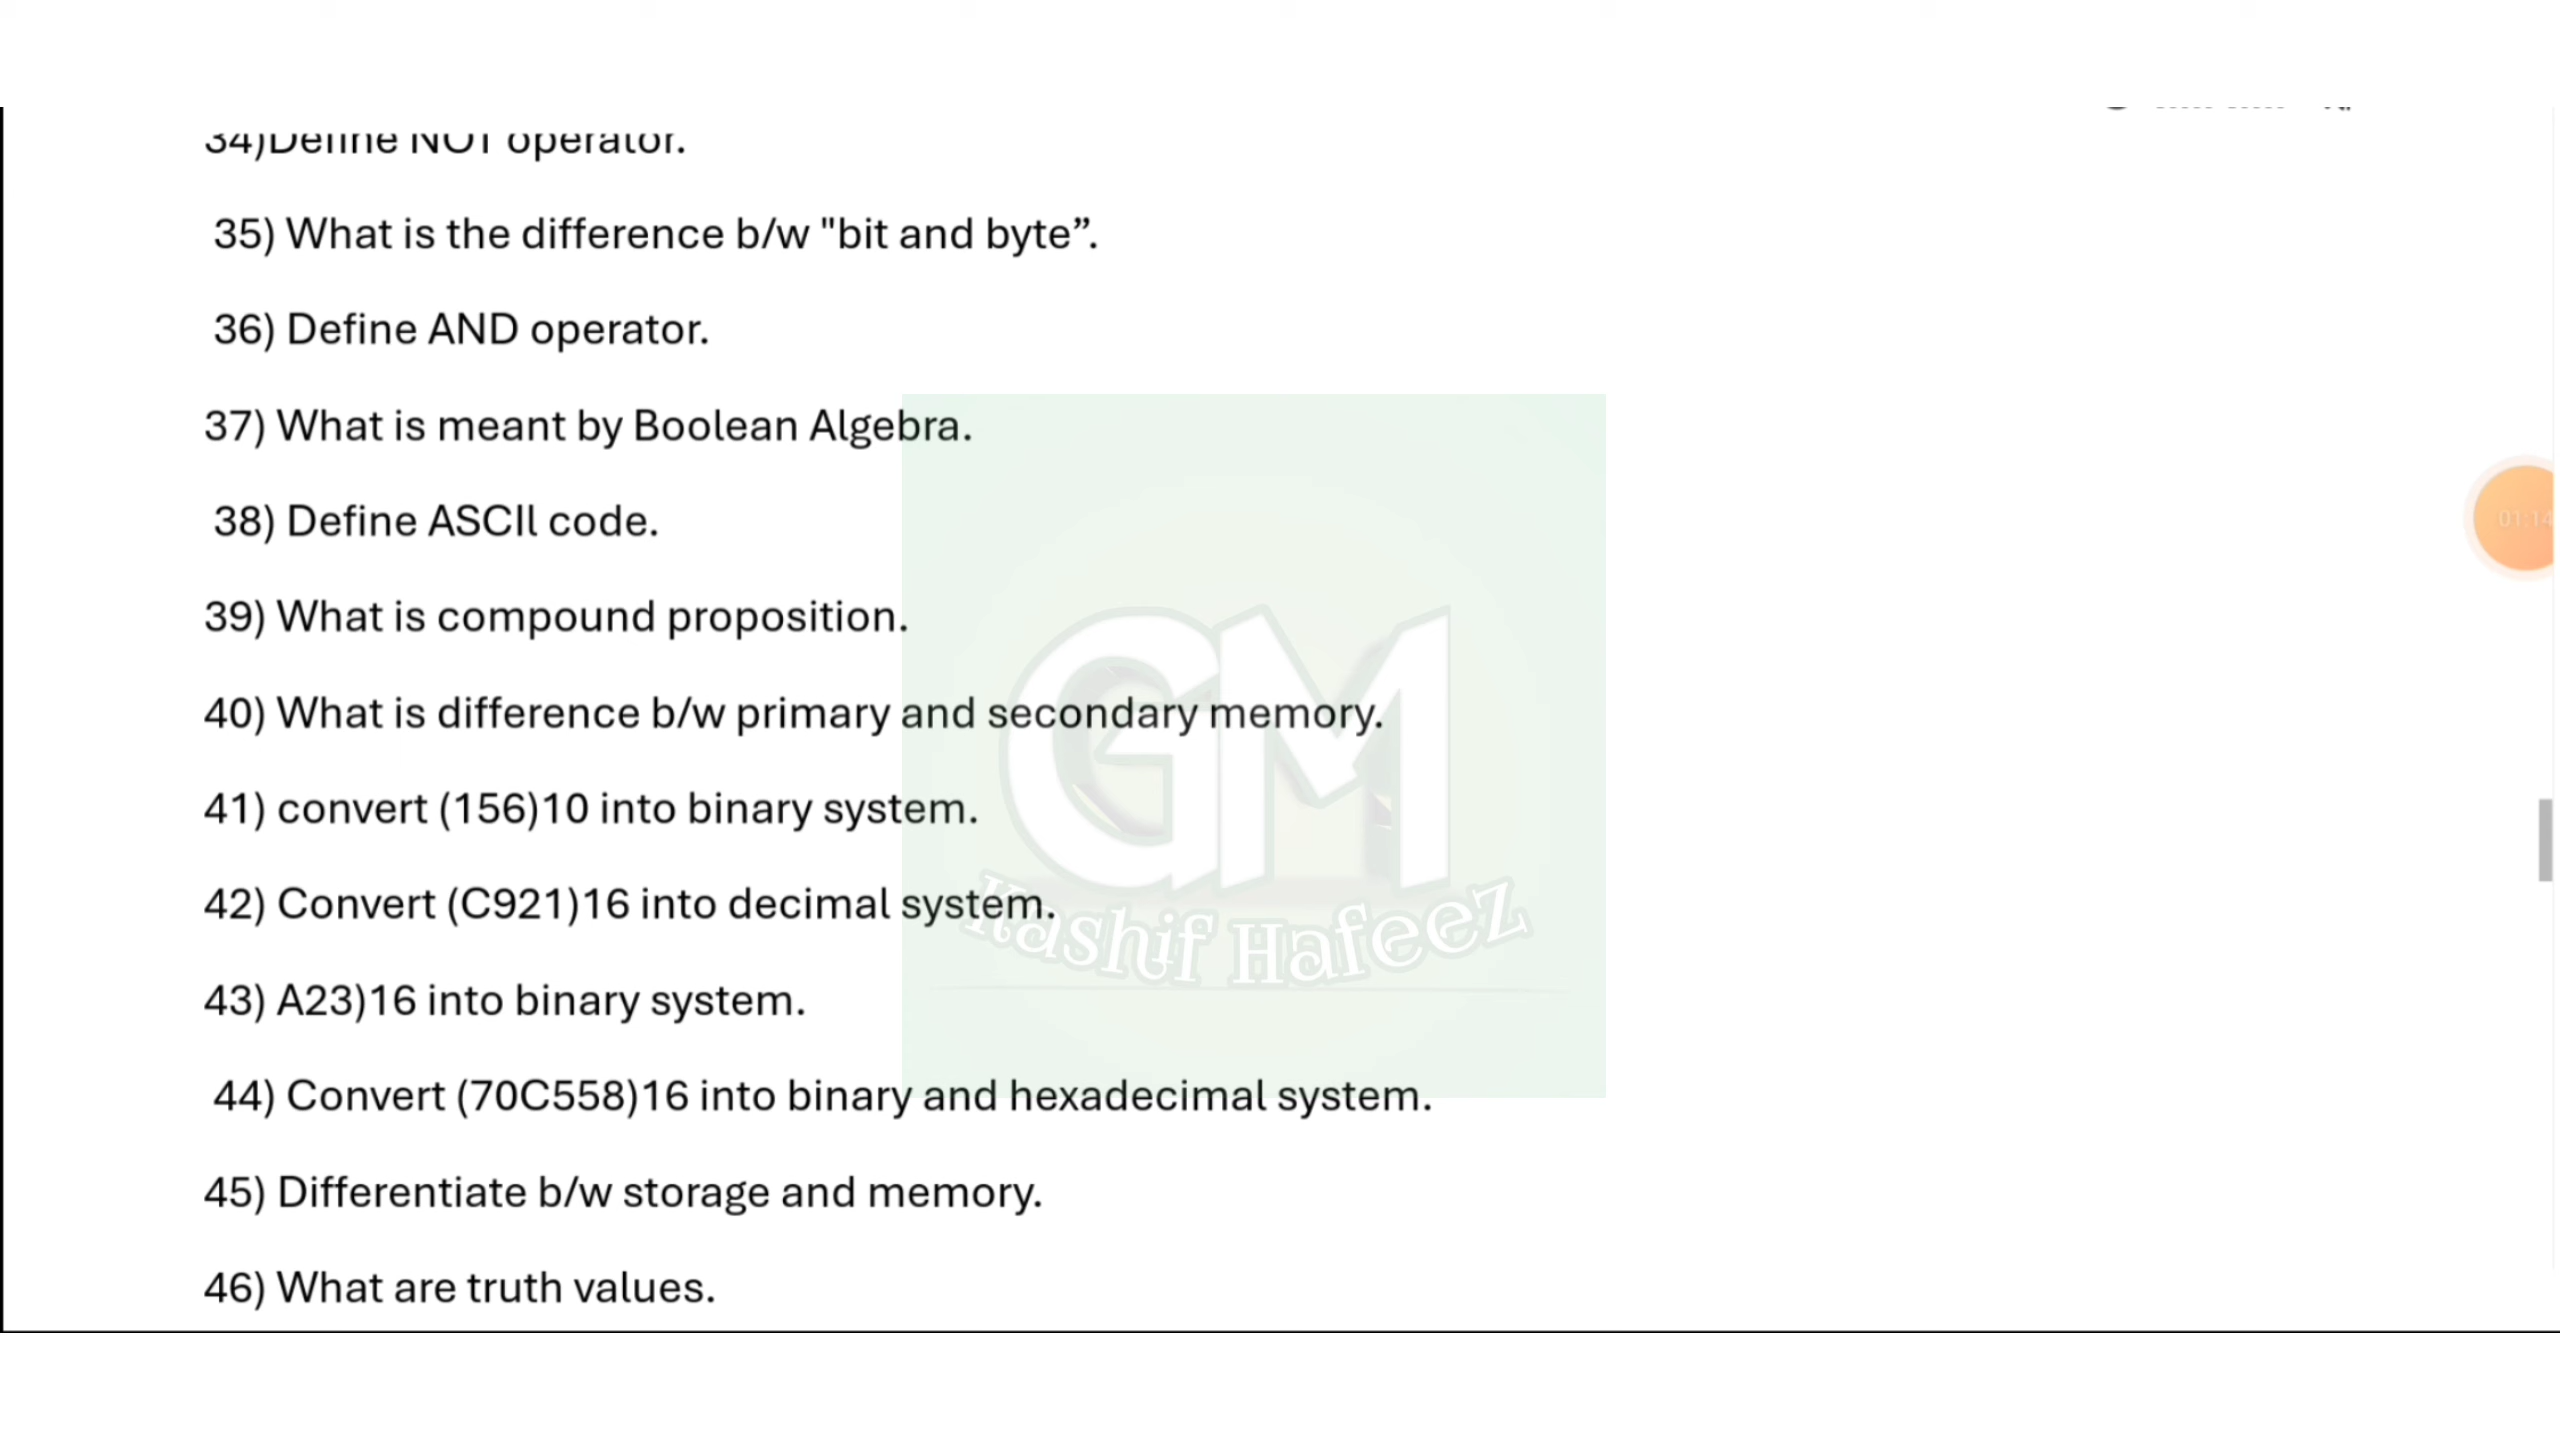 34)Define NOT operator.
35) What is the difference b/w "bit and byte”.
36) Define AND operator.
37) What is meant by Boolean Algebra.
38) Define ASCIl code.
39) What is compound proposition.
40) What is difference b/w primary and secondary memory.
41) convert (156)10 into binary system.
42) Convert (C921)16 into decimal system.
43) A23)16 into binary system.
44) Convert (70C558)16 into binary and hexadecimal system.
45) Differentiate b/w storage and memory.
46) What are truth values.
GM
Kashif Hafeez
01:14